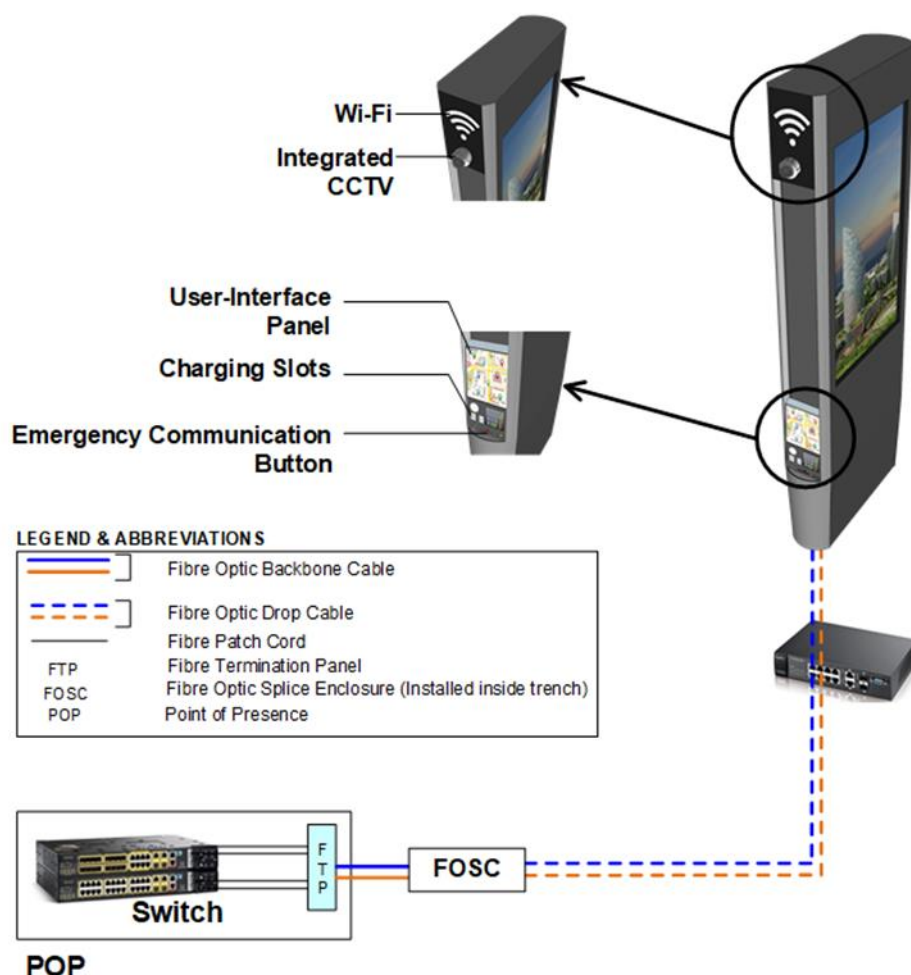 Wi-Fi
Integrated
CCTV
User-Interface
Panel
Charging Slots
Emergency Communication
Button
LEGEND & ABBREVIATIONS
Fibre Optic Backbone Cable
Fibre Optic Drop Cable
Fibre Patch Cord
FTP Fibre Termination Panel
FOSC Fibre Optic Splice Enclosure (Installed inside trench)
POP Point of Presence
F
T
P
FOSC
Switch
POP